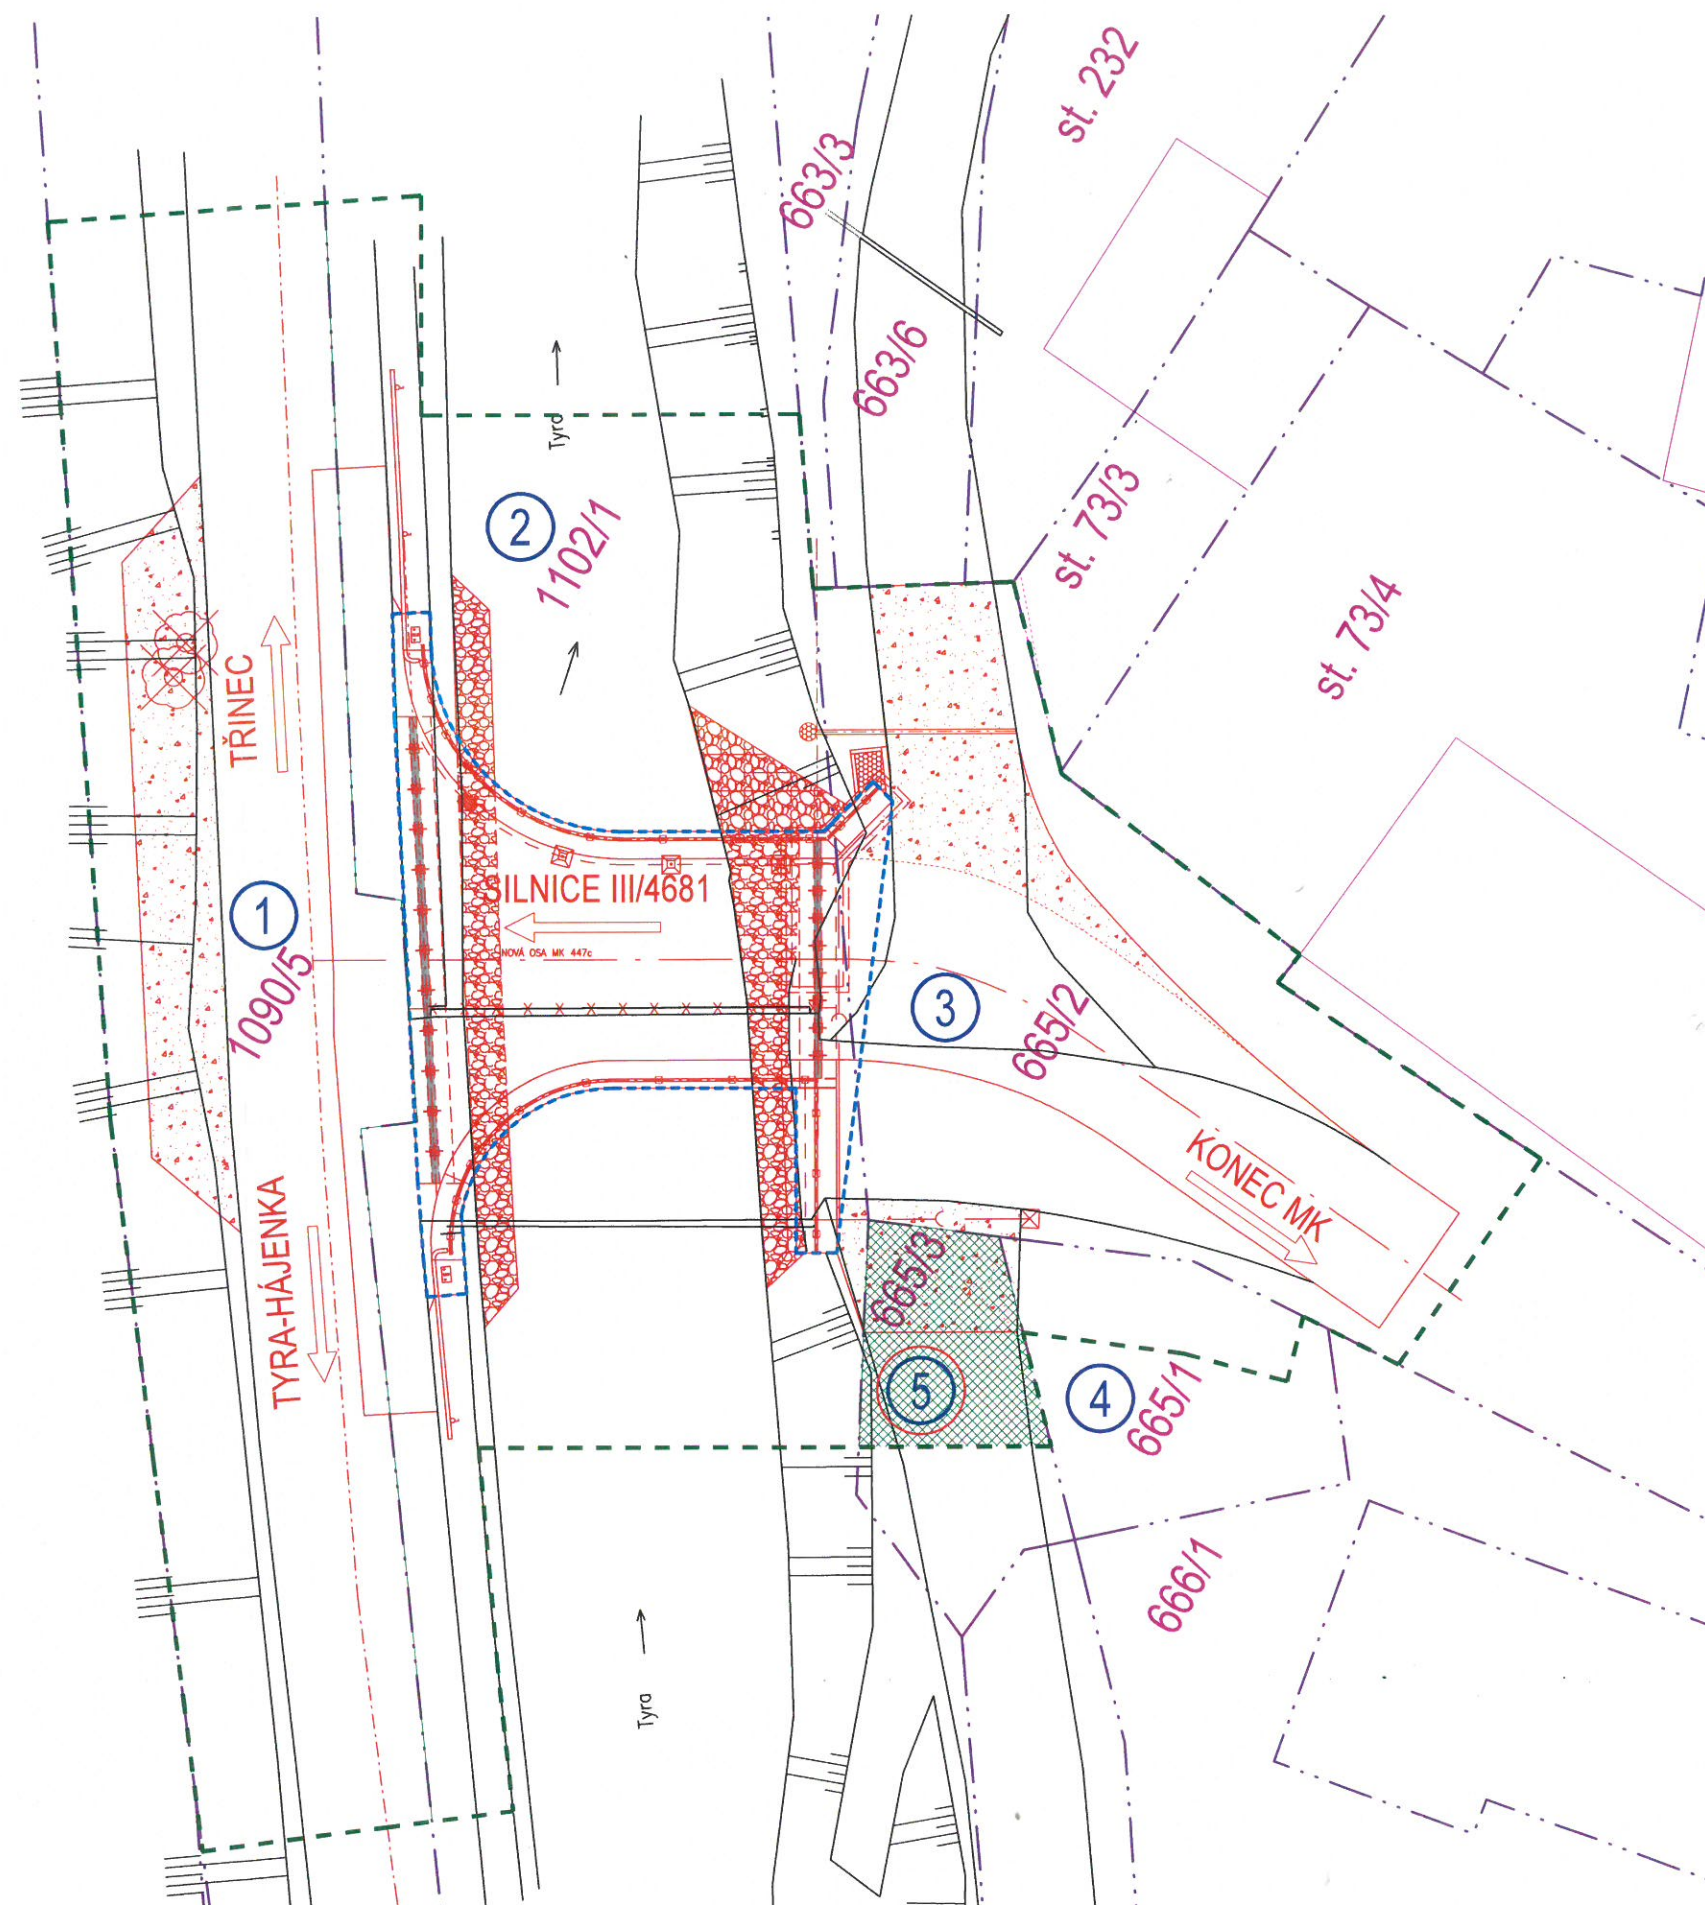 st. 232
663/3
663/6
Tyra
2
1102/1
st. 73/3
st. 73/4
TŘINEC
1
1090/5
SILNICE III/4681
NOVÁ OSA MK 447c
3
665/2
KONEC MK
TYRA-HÁJENKA
665/3
5
4
665/1
666/1
Tyra